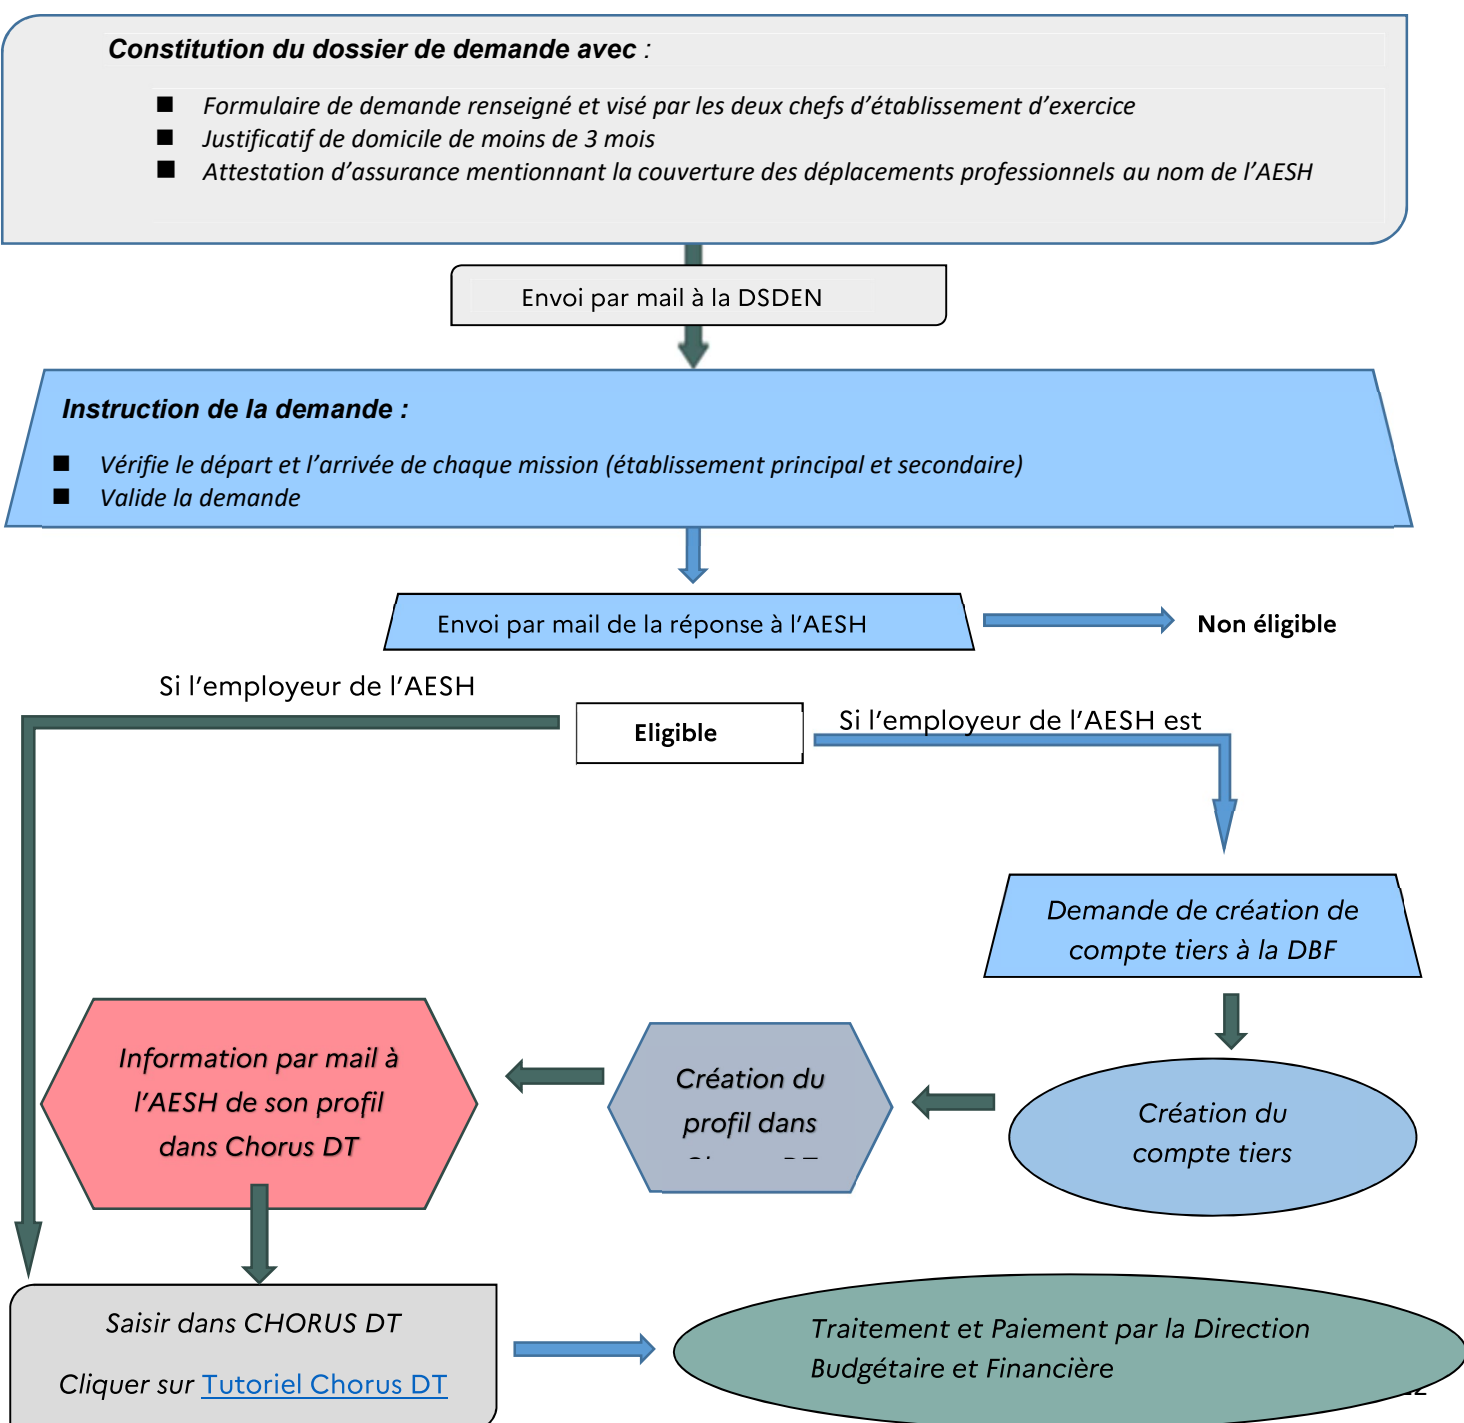 Constitution du dossier de demande avec :
■ Formulaire de demande renseigné et visé par les deux chefs d’établissement d’exercice
■ Justificatif de domicile de moins de 3 mois
■ Attestation d’assurance mentionnant la couverture des déplacements professionnels au nom de l’AESH
Envoi par mail à la DSDEN
Instruction de la demande :
■ Vérifie le départ et l’arrivée de chaque mission (établissement principal et secondaire)
■ Valide la demande
Envoi par mail de la réponse à l’AESH
Non éligible
Si l’employeur de l’AESH
Eligible
Si l’employeur de l’AESH est
Demande de création de
compte tiers à la DBF
Information par mail à
l’AESH de son profil
dans Chorus DT
Création du
profil dans
Création du
compte tiers
Saisir dans CHORUS DT
Cliquer sur Tutoriel Chorus DT
Traitement et Paiement par la Direction
Budgétaire et Financière